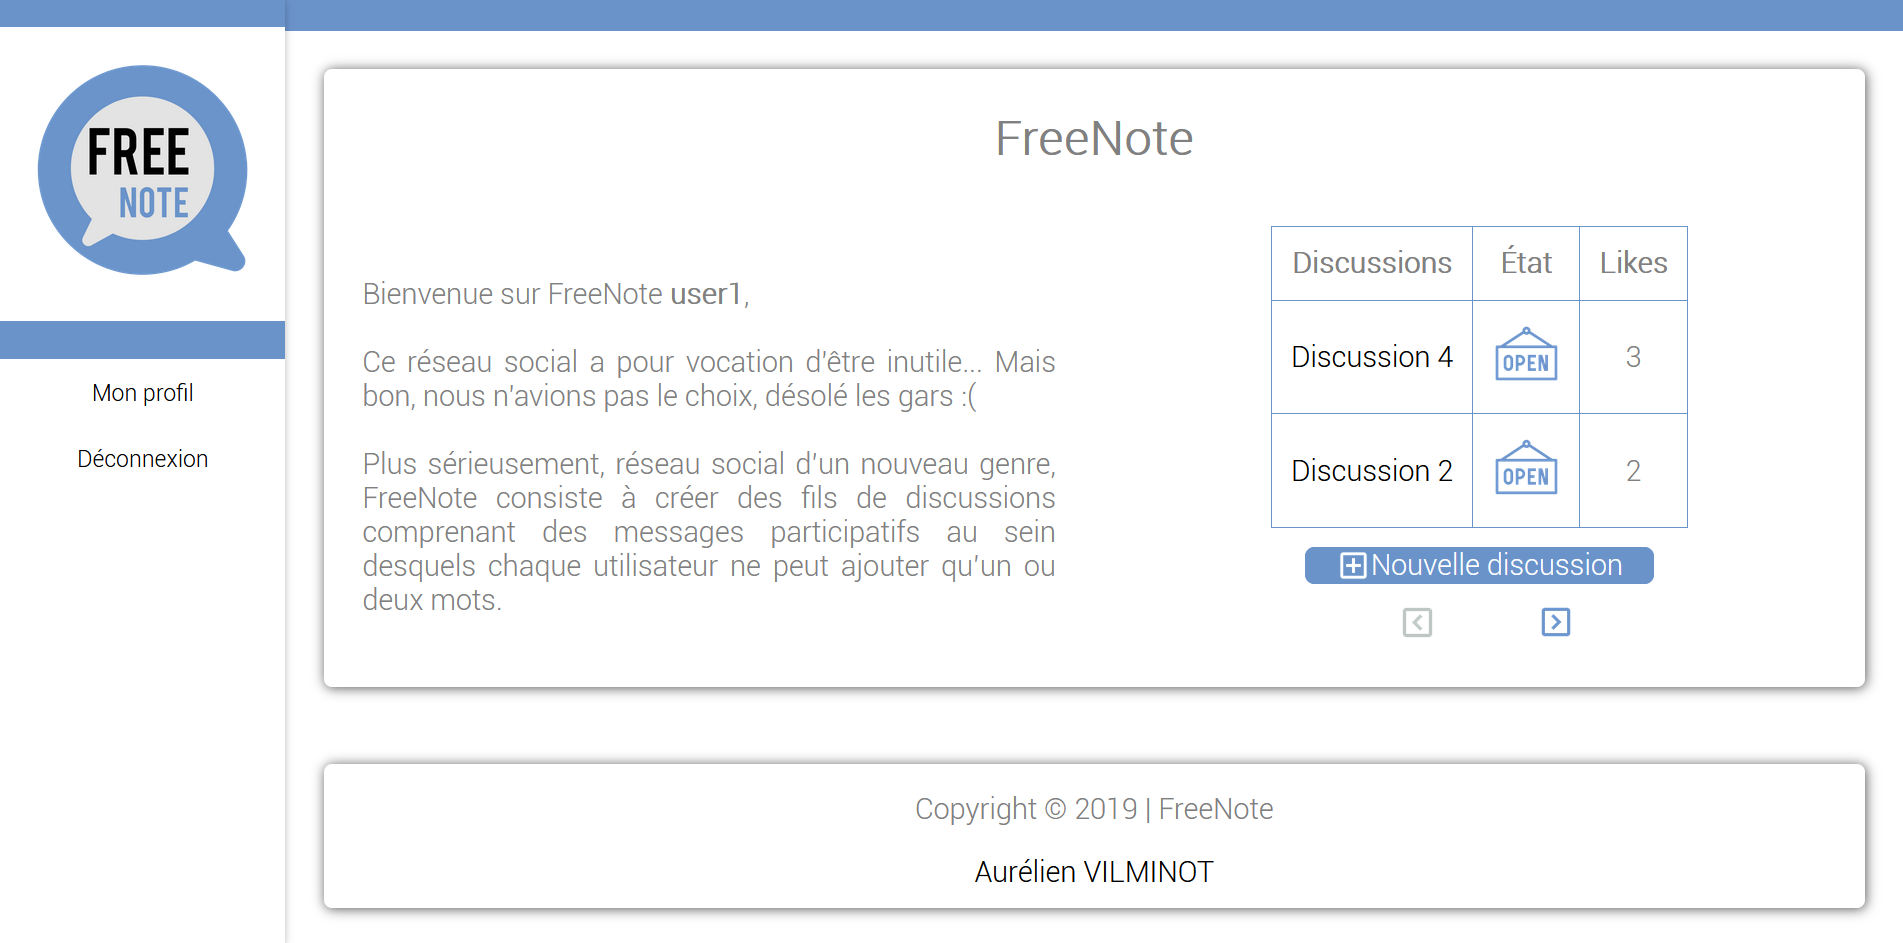 FREE
NOTE
Mon profil
Déconnexion
FreeNote
Bienvenue sur FreeNote user1,
Ce réseau social a pour vocation d'être inutile... Mais
bon, nous n'avions pas le choix, désolé les gars :(
Plus sérieusement, réseau social d'un nouveau genre,
FreeNote consiste à créer des fils de discussions
comprenant des messages participatifs au sein
desquels chaque utilisateur ne peut ajouter qu'un ou
deux mots.
Discussions État Likes
Discussion 4 OPEN 3
Discussion 2 OPEN 2
Nouvelle discussion
Copyright © 2019 | FreeNote
Aurélien VILMINOT